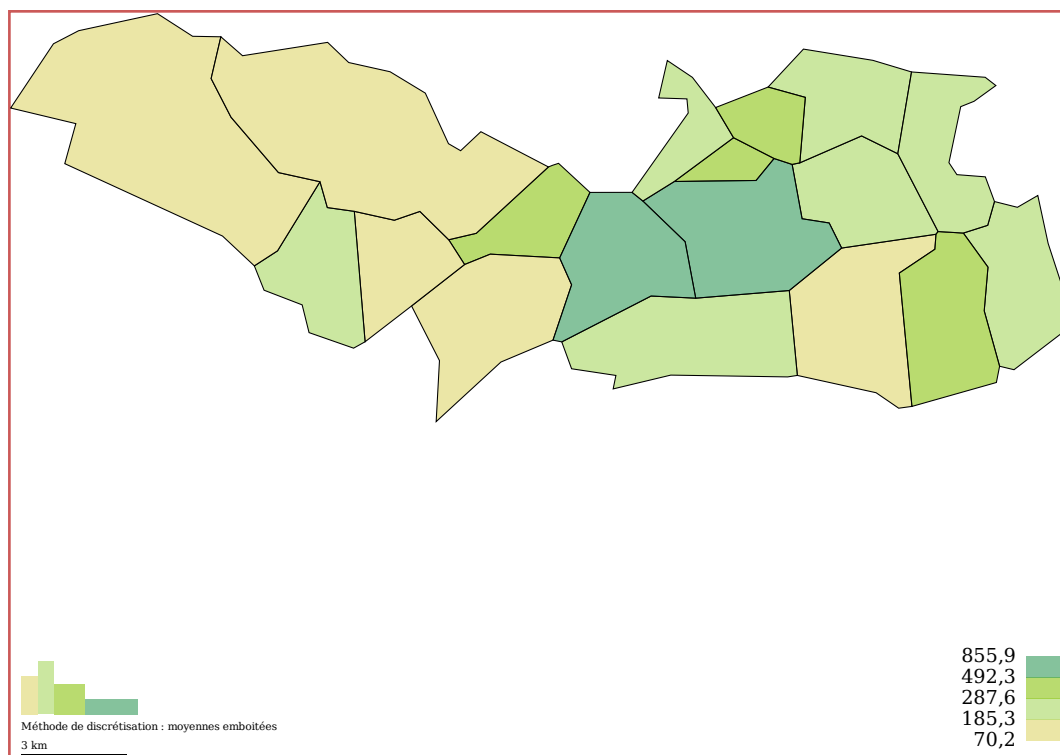 855,9
492,3
287,6
185,3
70,2
Méthode de discrétisation : moyennes emboitées
3 km